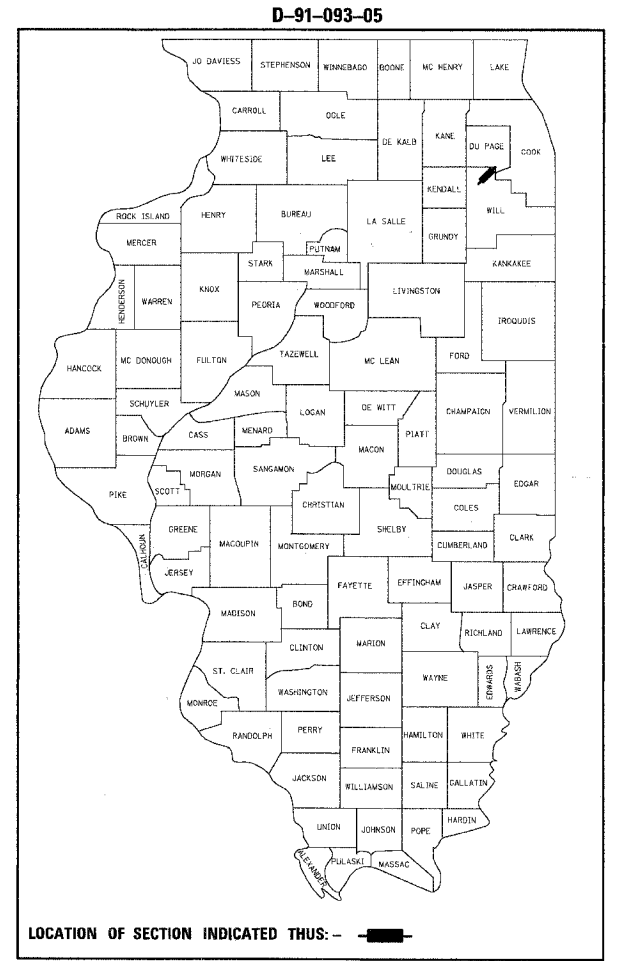 D-91-093-05
JO DAVIESS
STEPHENSON
WINNEBAGO
BOONE
MC HENRY
LAKE
CARROLL
OGLE
DE KALB
KANE
DU PAGE
COOK
WHITESIDE
LEE
KENDALL
WILL
ROCK ISLAND
HENRY
BUREAU
LA SALLE
GRUNDY
MERCER
PUTNAM
STARK
MARSHALL
KANKAKEE
HENDERSON
WARREN
KNOX
PEORIA
WOODFORD
LIVINGSTON
IROQUOIS
HANCOCK
MC DONOUGH
FULTON
TAZEWELL
MC LEAN
FORD
MASON
SCHUYLER
LOGAN
DE WITT
CHAMPAIGN
VERMILION
ADAMS
BROWN
CASS
MENARD
PIATT
MACON
MORGAN
SANGAMON
DOUGLAS
EDGAR
PIKE
SCOTT
MOULTRIE
CHRISTIAN
COLES
GREENE
MACOUPIN
MONTGOMERY
SHELBY
CUMBERLAND
CLARK
CALHOUN
JERSEY
FAYETTE
EFFINGHAM
JASPER
CRAWFORD
MADISON
BOND
CLAY
RICHLAND
LAWRENCE
CLINTON
MARION
ST. CLAIR
WAYNE
EDWARDS
WABASH
WASHINGTON
JEFFERSON
MONROE
RANDOLPH
PERRY
HAMILTON
WHITE
FRANKLIN
JACKSON
WILLIAMSON
SALINE
GALLATIN
UNION
JOHNSON
POPE
HARDIN
ALEXANDER
PULASKI
MASSAC
LOCATION OF SECTION INDICATED THUS: -